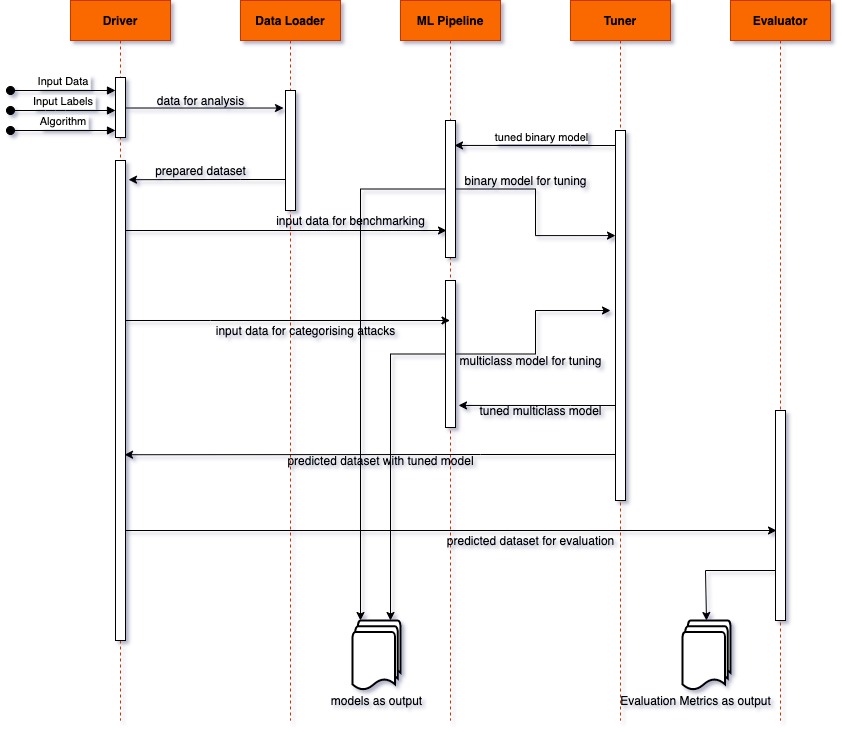 Driver
Data Loader
ML Pipeline
Tuner
Evaluator
Input Data
Input Labels
Algorithm
data for analysis
tuned binary model
prepared dataset
binary model for tuning
input data for benchmarking
input data for categorising attacks
multiclass model for tuning
tuned multiclass model
predicted dataset with tuned model
predicted dataset for evaluation
models as output
Evaluation Metrics as output